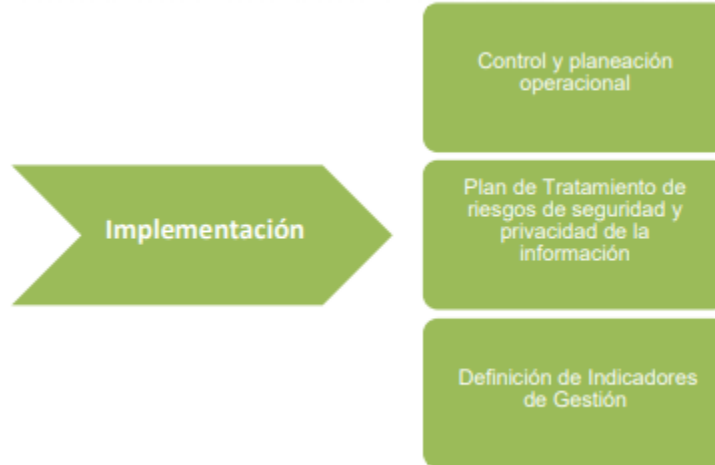 Implementación
Control y planeación
operacional
Plan de Tratamiento de
riesgos de seguridad y
privacidad de la
información
Definición de Indicadores
de Gestión